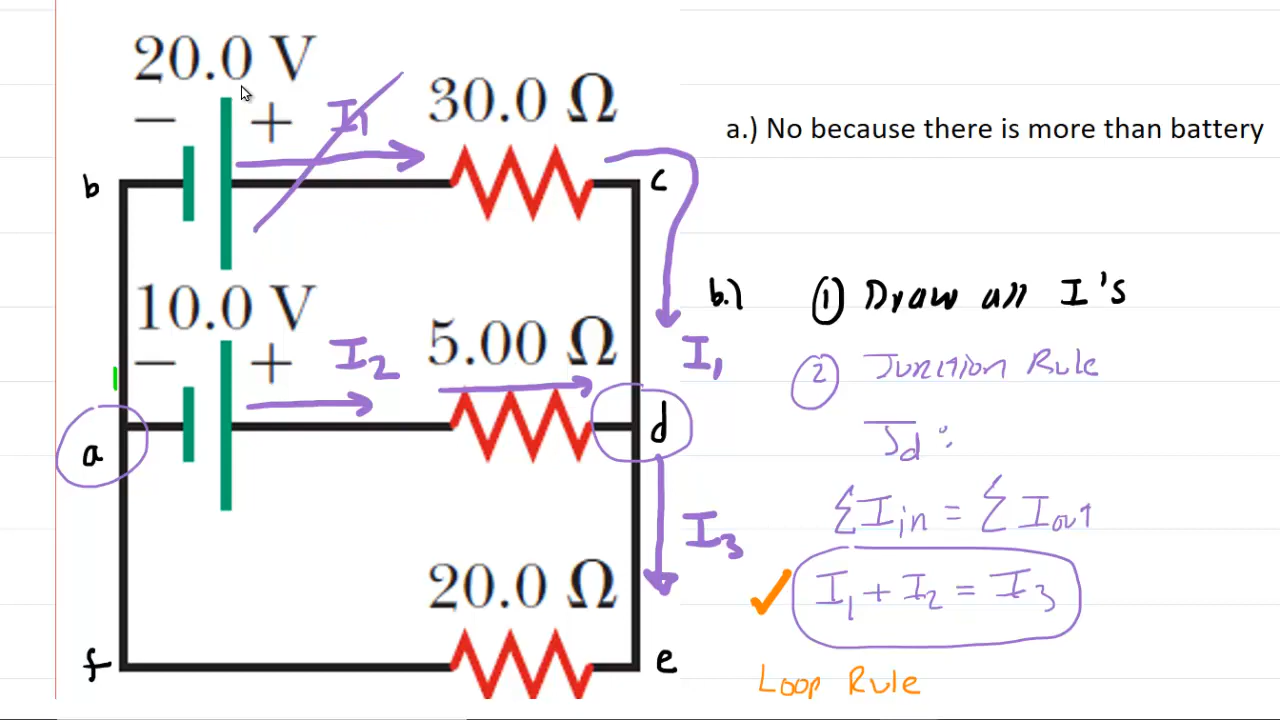 20.0 V
− +
I1
30.0 Ω
b
c
10.0 V
− +
I2
5.00 Ω
I1
a
d
I3
20.0 Ω
f
e
a.) No because there is more than battery
b.) ① Draw all I's
② Junction Rule
Jd :
ΣIin = ΣIout
I1 + I2 = I3
Loop Rule